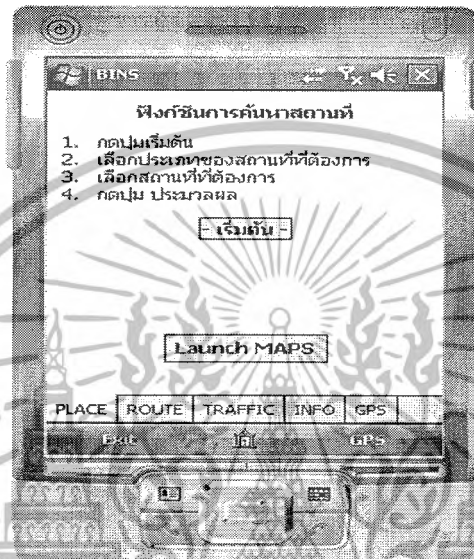 BINS
ฟังก์ชันการค้นหาสถานที่
1. กดปุ่มเริ่มต้น
2. เลือกประเภทของสถานที่ที่ต้องการ
3. เลือกสถานที่ที่ต้องการ
4. กดปุ่ม ประมวลผล
- เริ่มต้น -
Launch MAPS
PLACE ROUTE TRAFFIC INFO GPS
Exit GPS